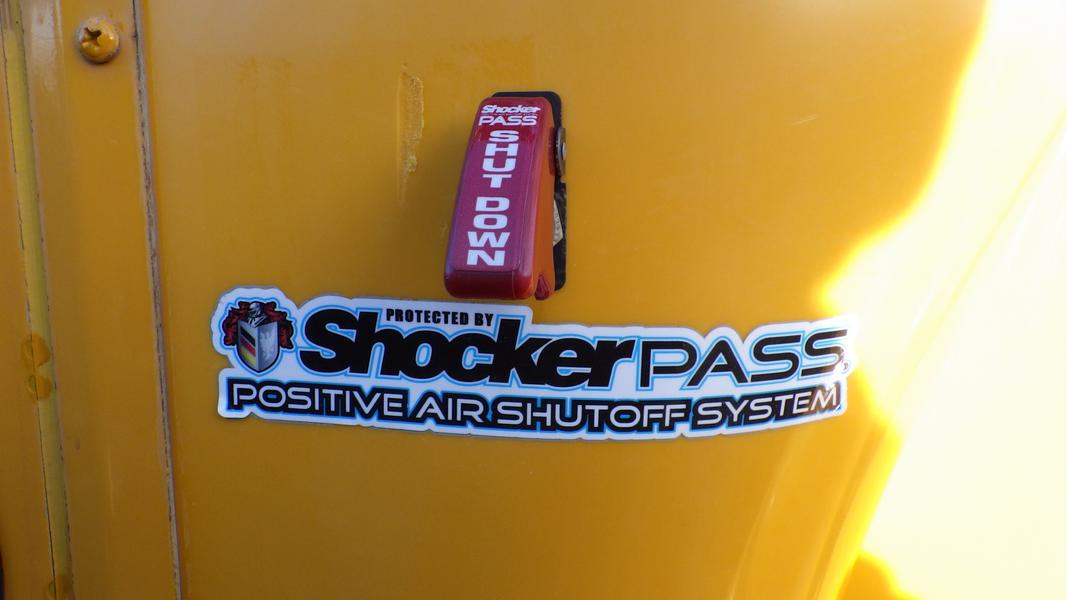 Shocker
PASS
SHUT DOWN
PROTECTED BY
ShockerPASS
POSITIVE AIR SHUTOFF SYSTEM